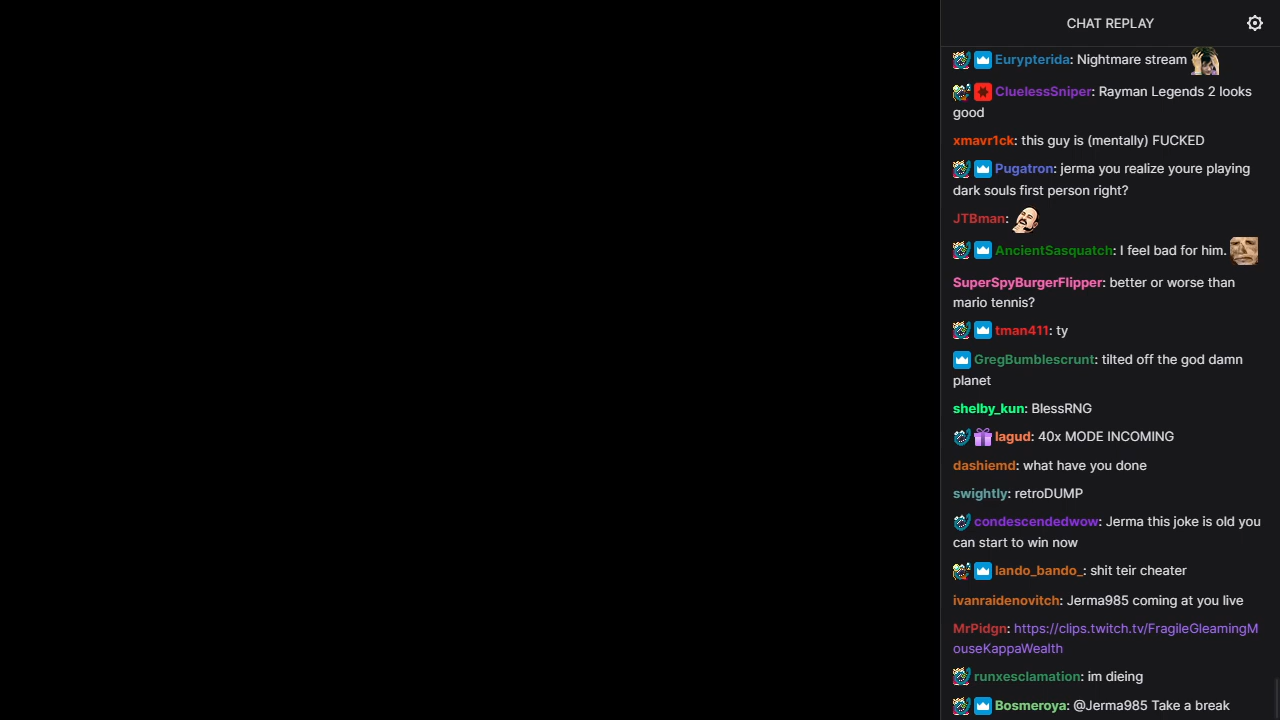 CHAT REPLAY
Eurypterida: Nightmare stream
CluelessSniper: Rayman Legends 2 looks
good
xmavr1ck: this guy is (mentally) FUCKED
Pugatron: jerma you realize youre playing
dark souls first person right?
JTBman:
AncientSasquatch: I feel bad for him.
SuperSpyBurgerFlipper: better or worse than
mario tennis?
tman411: ty
GregBumblescrunt: tilted off the god damn
planet
shelby_kun: BlessRNG
lagud: 40x MODE INCOMING
dashiemd: what have you done
swightly: retroDUMP
condescendedwow: Jerma this joke is old you
can start to win now
lando_bando_: shit teir cheater
ivanraidenovitch: Jerma985 coming at you live
MrPidgn: https://clips.twitch.tv/FragileGleamingM
ouseKappaWealth
runxesclamation: im dieing
Bosmeroya: @Jerma985 Take a break